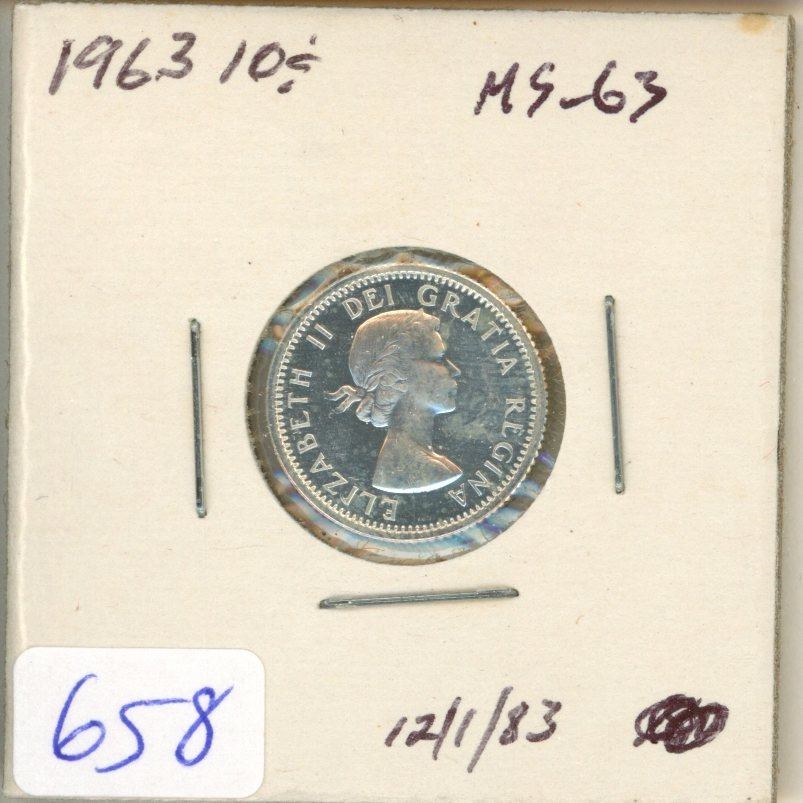 1963 10¢
MS-63
ELIZABETH II DEI GRATIA REGINA
12/1/83
658